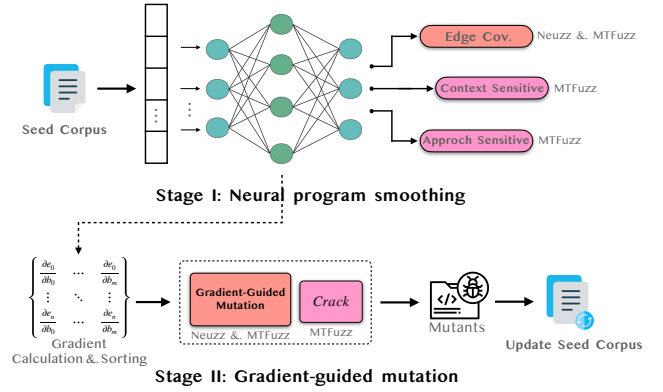 Edge Cov. Neuzz &. MTFuzz
Context Sensitive MTFuzz
Approch Sensitive MTFuzz
Seed Corpus
Stage I: Neural program smoothing
∂e₀/∂b₀ ⋯ ∂e₀/∂bₘ
⋮ ⋱ ⋮
∂eₙ/∂b₀ ⋯ ∂eₙ/∂bₘ
Gradient
Calculation &. Sorting
Gradient-Guided
Mutation
Neuzz &. MTFuzz
Crack
MTFuzz
</>
Mutants
Update Seed Corpus
Stage II: Gradient-guided mutation